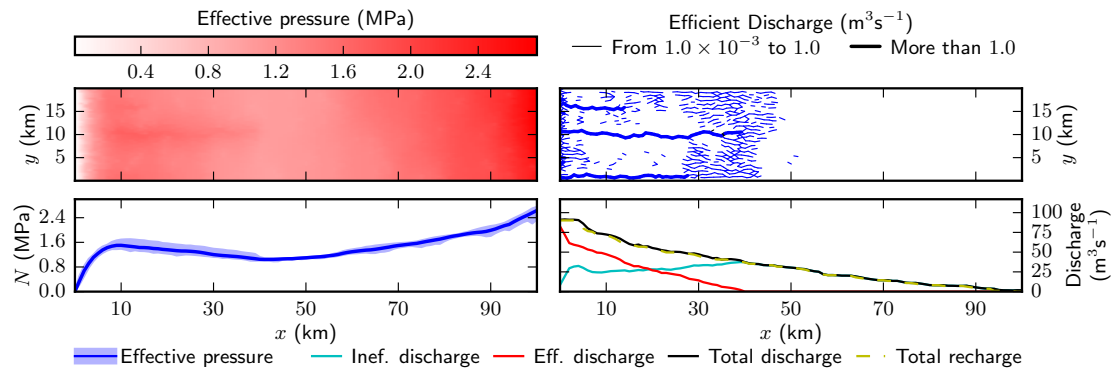 Effective pressure (MPa)
0.4 0.8 1.2 1.6 2.0 2.4
Efficient Discharge (m³s⁻¹)
From 1.0 × 10⁻³ to 1.0 More than 1.0
15
10
5
y (km)
15
10
5
y (km)
2.4
1.6
0.8
0.0
N (MPa)
10 30 50 70 90
x (km)
100
75
50
25
0
Discharge
(m³s⁻¹)
10 30 50 70 90
x (km)
Effective pressure Inef. discharge Eff. discharge Total discharge Total recharge